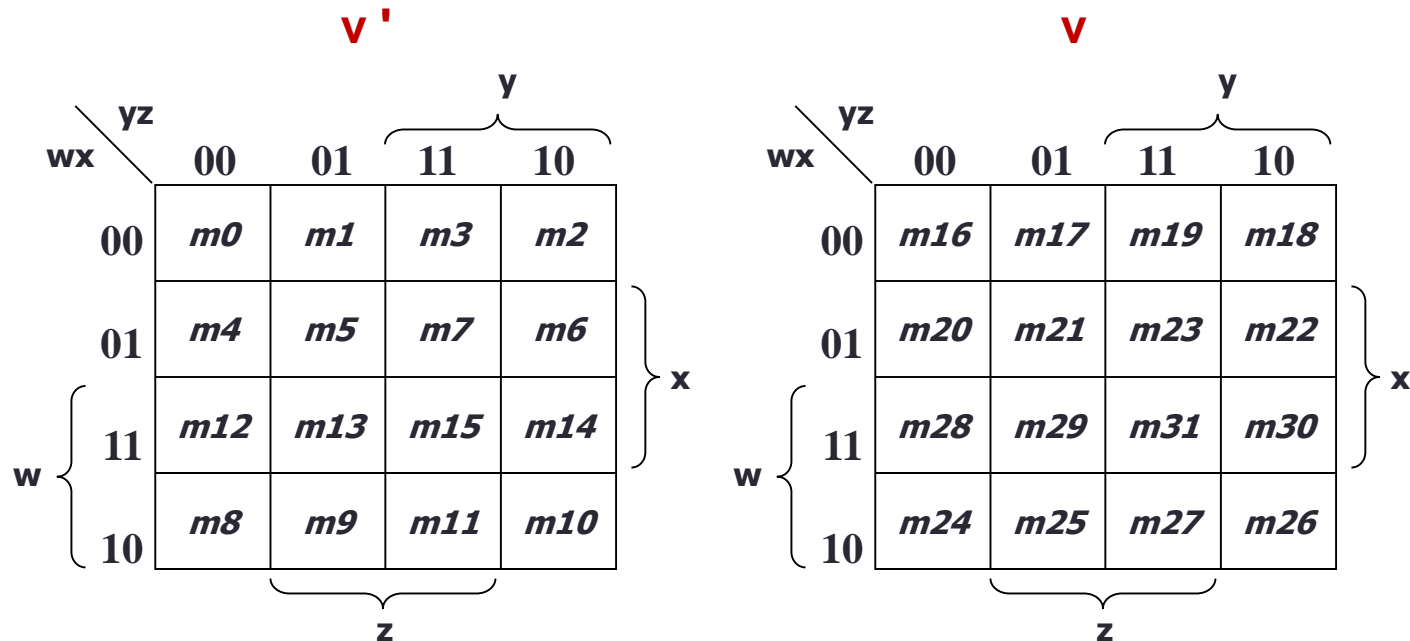 v ' v
y y
yz yz
wx 00 01 11 10 wx 00 01 11 10
00 m0 m1 m3 m2 00 m16 m17 m19 m18
01 m4 m5 m7 m6 01 m20 m21 m23 m22
x x
11 m12 m13 m15 m14 11 m28 m29 m31 m30
w w
10 m8 m9 m11 m10 10 m24 m25 m27 m26
z z